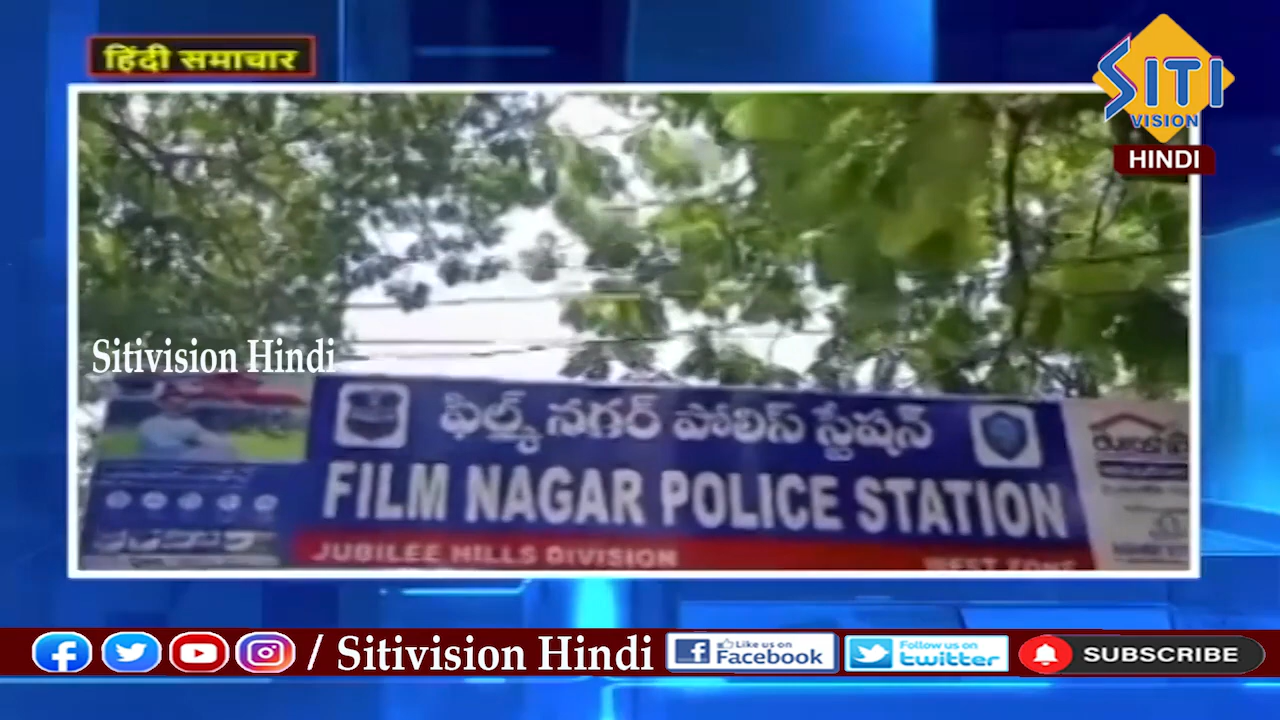 हिंदी समाचार
SITI
VISION
HINDI
Sitivision Hindi
ఫిల్మ్ నగర్ పోలీస్ స్టేషన్
FILM NAGAR POLICE STATION
JUBILEE HILLS DIVISION WEST ZONE
/ Sitivision Hindi
Like us on
Facebook
Follow us on
twitter
SUBSCRIBE